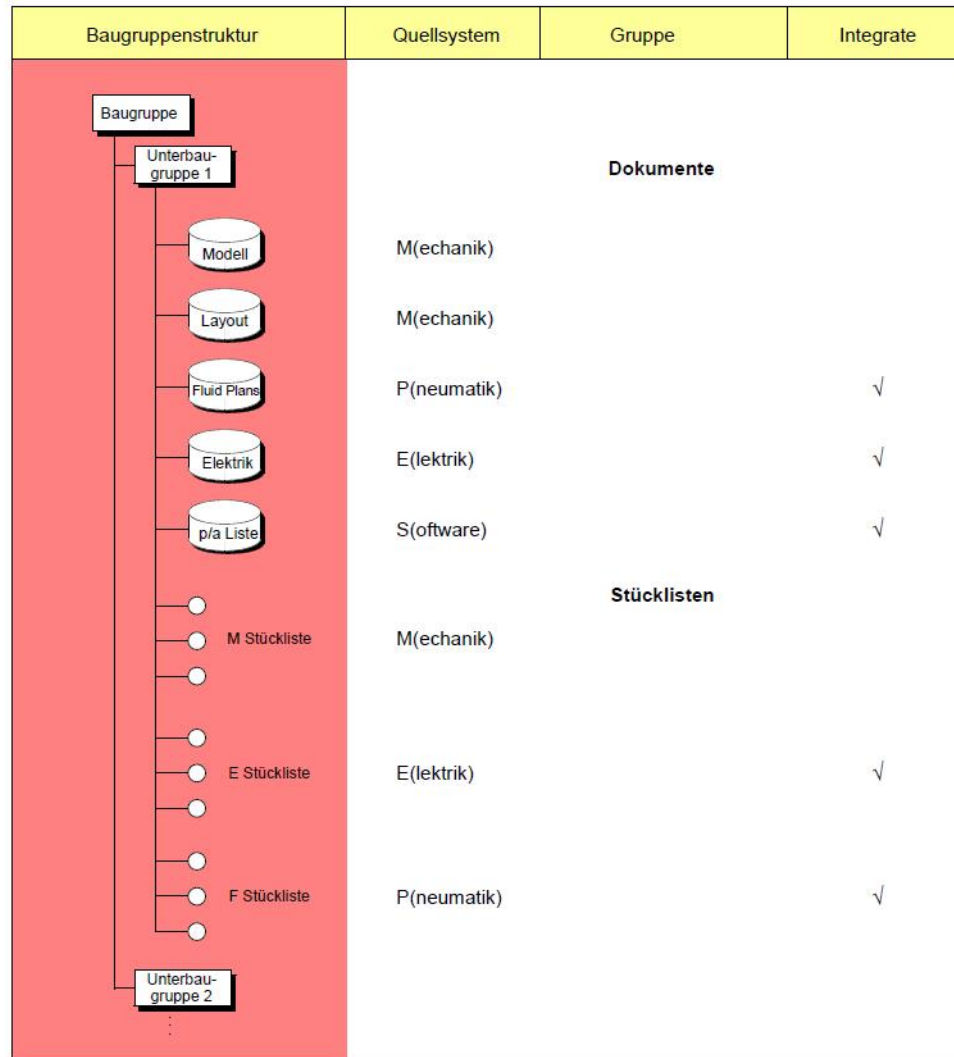 Baugruppenstruktur Quellsystem Gruppe Integrate
Baugruppe
Unterbau-
gruppe 1
Dokumente
Modell M(echanik)
Layout M(echanik)
Fluid Plans P(neumatik) √
Elektrik E(lektrik) √
p/a Liste S(oftware) √
Stücklisten
M Stückliste M(echanik)
E Stückliste E(lektrik) √
F Stückliste P(neumatik) √
Unterbau-
gruppe 2